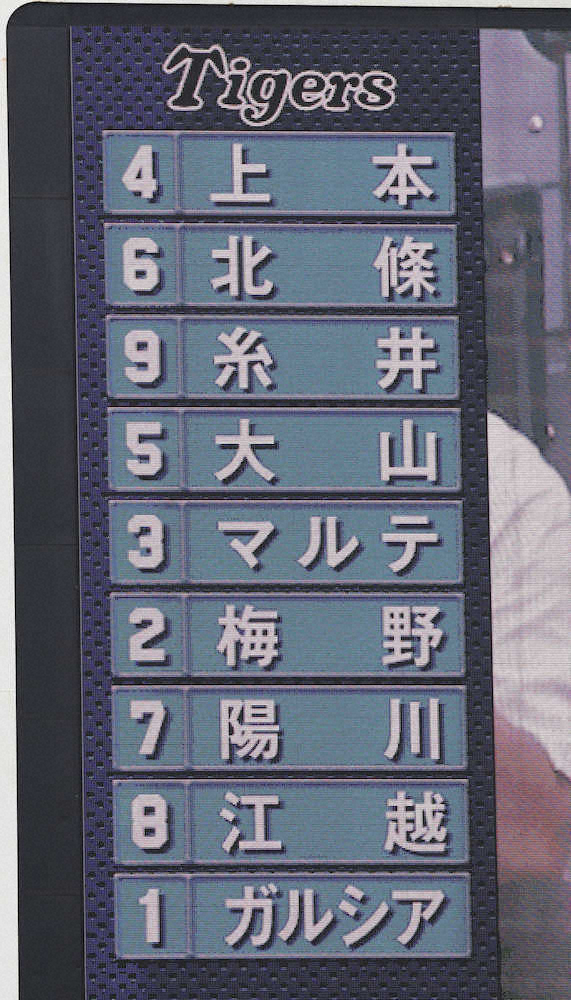 Tigers
4 上本
6 北條
9 糸井
5 大山
3 マルテ
2 梅野
7 陽川
8 江越
1 ガルシア